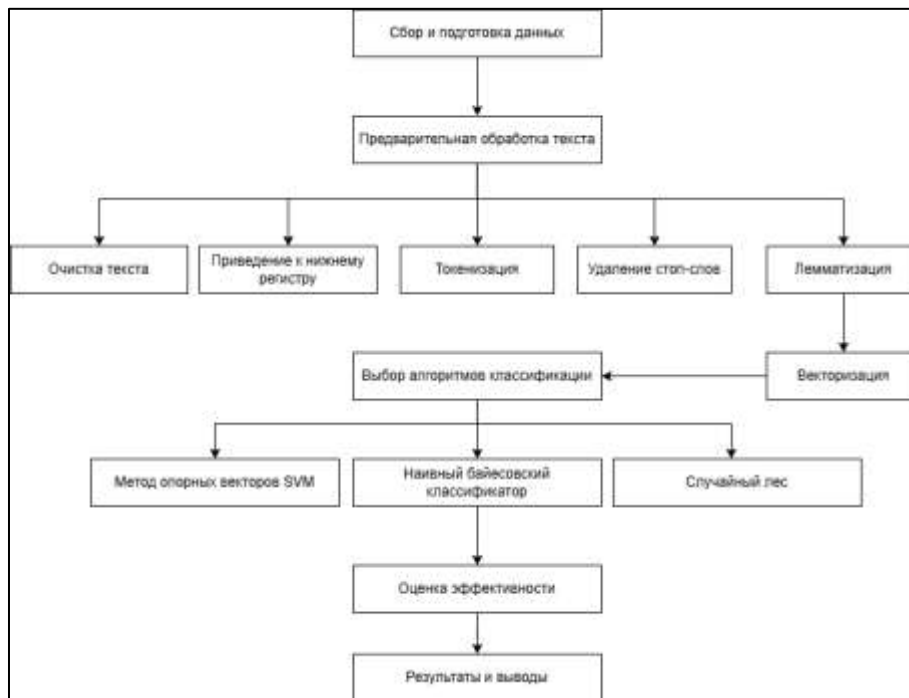 Сбор и подготовка данных
Предварительная обработка текста
Очистка текста
Приведение к нижнему
регистру
Токенизация
Удаление стоп-слов
Лемматизация
Выбор алгоритмов классификации
Векторизация
Метод опорных векторов SVM
Наивный байесовский
классификатор
Случайный лес
Оценка эффективности
Результаты и выводы